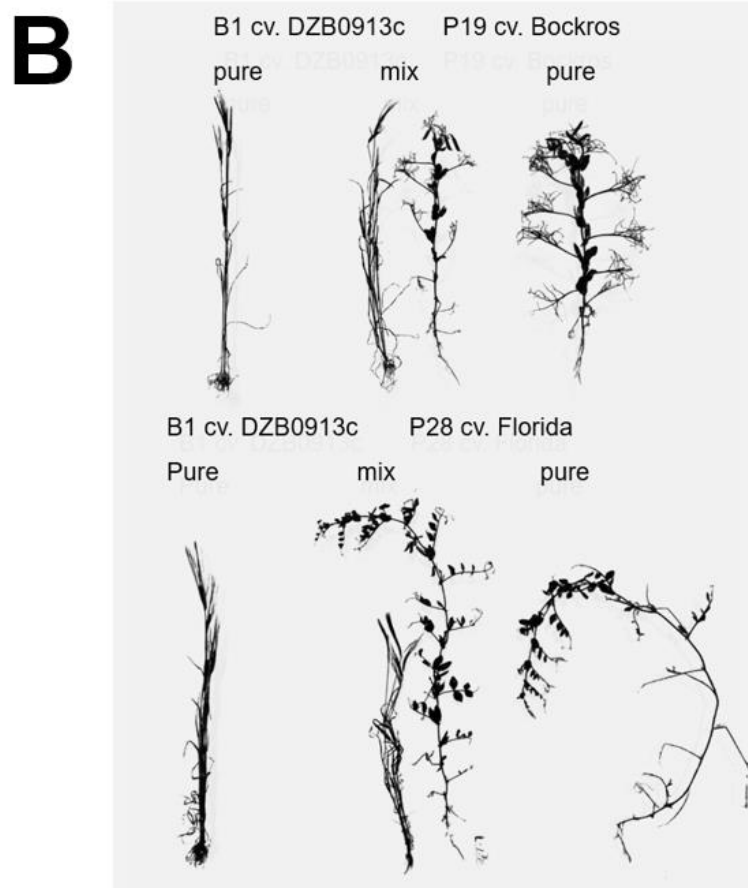 B
B1 cv. DZB0913c P19 cv. Bockros
pure mix pure
B1 cv. DZB0913c P28 cv. Florida
Pure mix pure